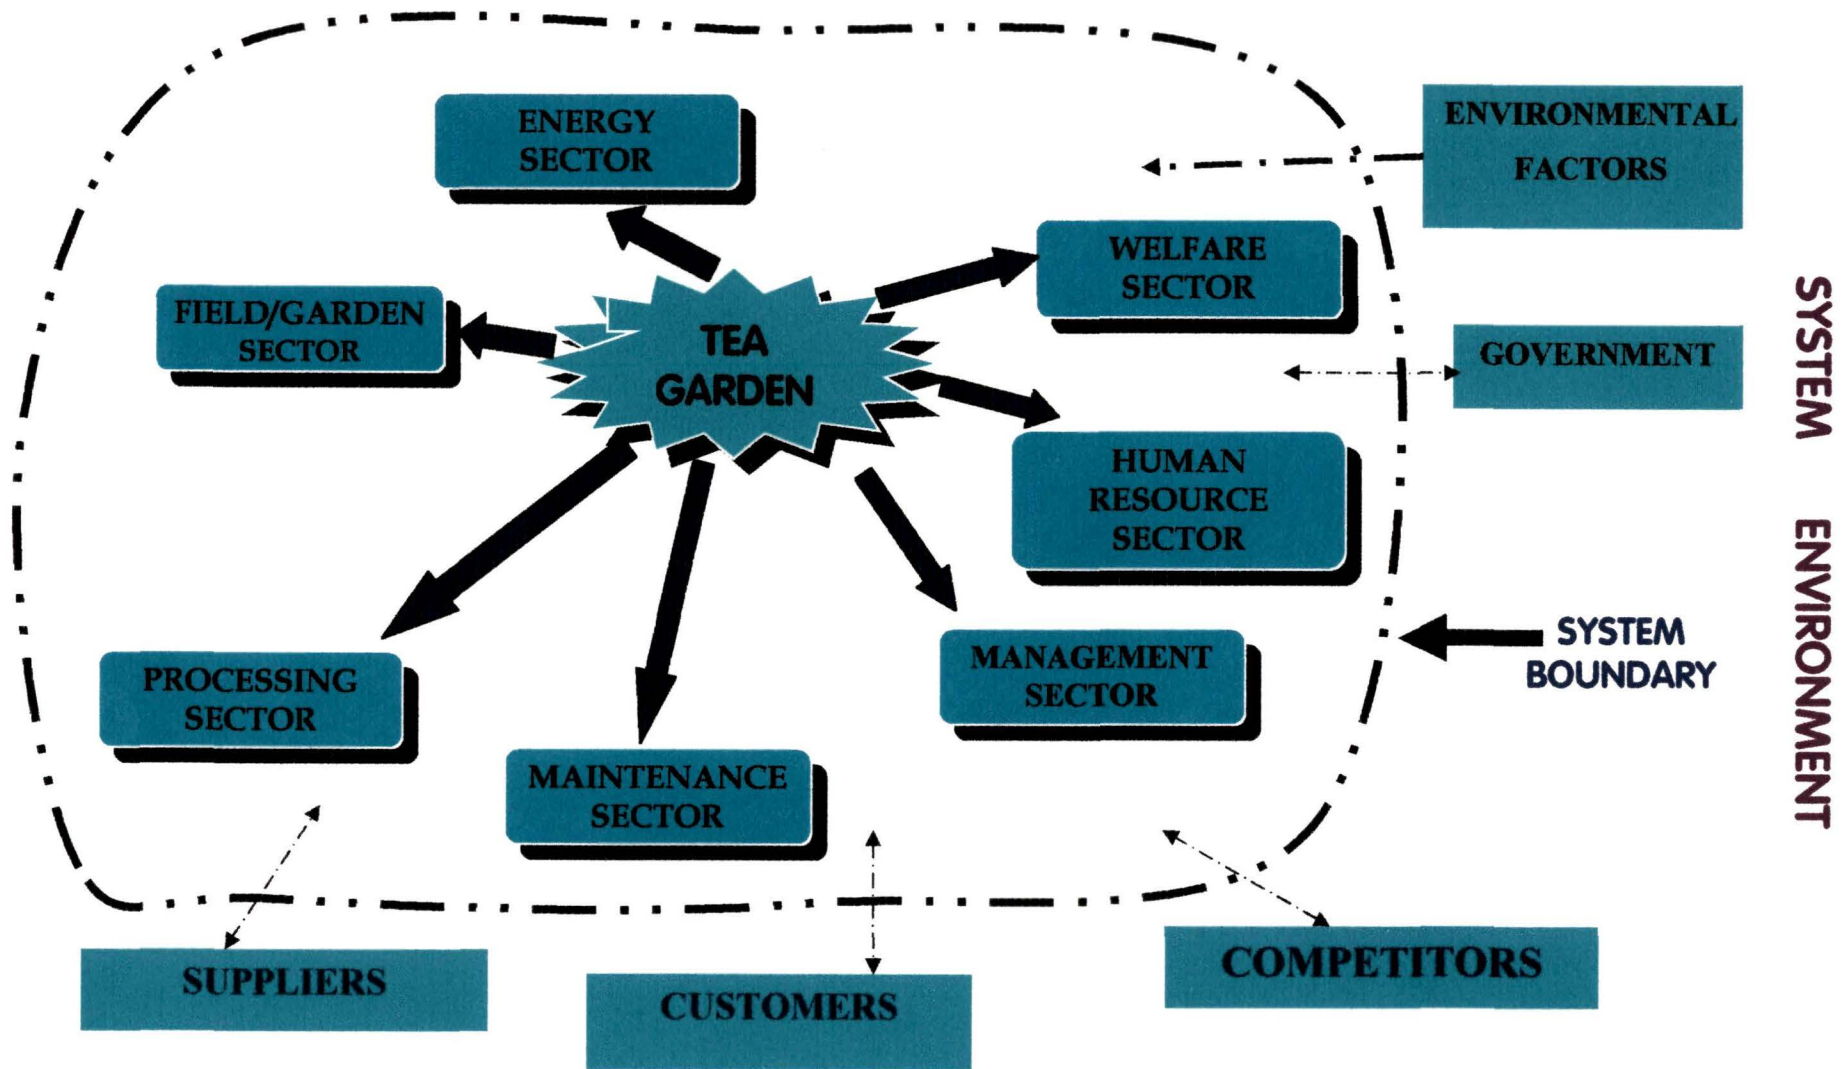 ENERGY
SECTOR
ENVIRONMENTAL
FACTORS
WELFARE
SECTOR
FIELD/GARDEN
SECTOR
TEA
GARDEN
GOVERNMENT
HUMAN
RESOURCE
SECTOR
SYSTEM ENVIRONMENT
SYSTEM
BOUNDARY
MANAGEMENT
SECTOR
PROCESSING
SECTOR
MAINTENANCE
SECTOR
SUPPLIERS
CUSTOMERS
COMPETITORS